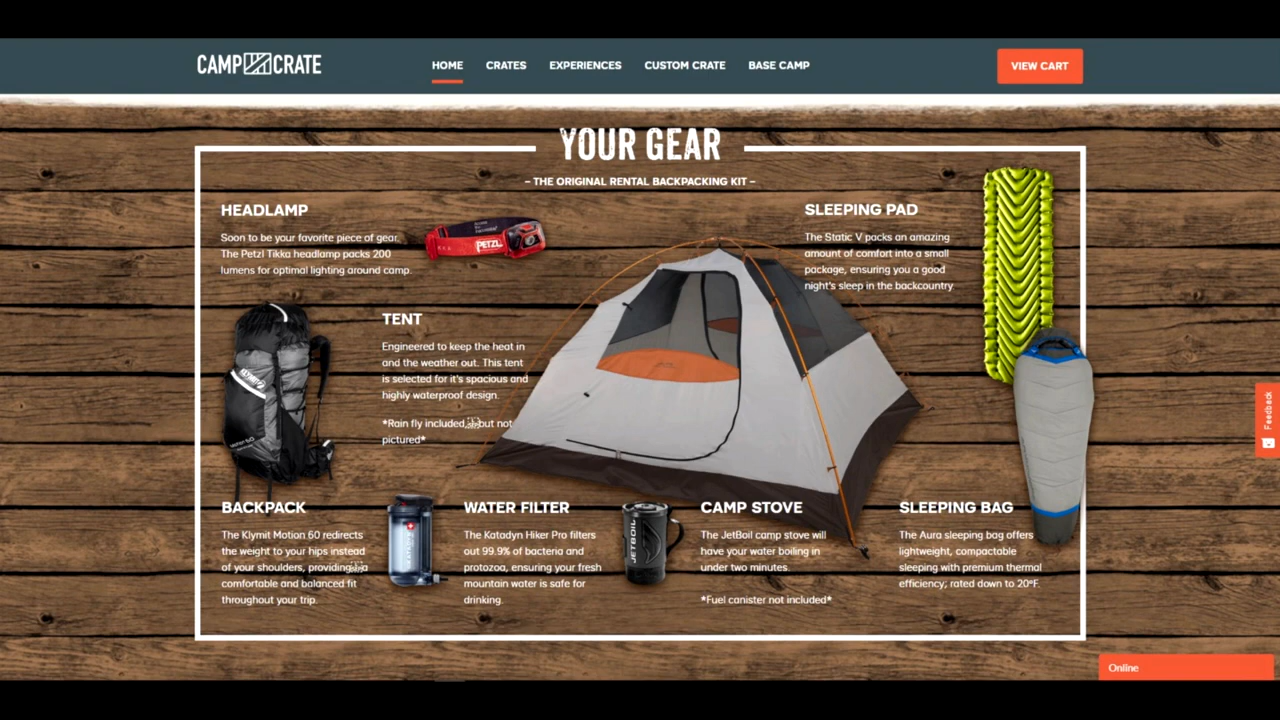 CAMP CRATE
HOME
CRATES
EXPERIENCES
CUSTOM CRATE
BASE CAMP
VIEW CART
YOUR GEAR
– THE ORIGINAL RENTAL BACKPACKING KIT –
HEADLAMP
Soon to be your favorite piece of gear.
The Petzl Tikka headlamp packs 200
lumens for optimal lighting around camp.
PETZL
SLEEPING PAD
The Static V packs an amazing
amount of comfort into a small
package, ensuring you a good
night's sleep in the backcountry
TENT
Engineered to keep the heat in
and the weather out. This tent
is selected for it's spacious and
highly waterproof design.
*Rain fly included but not
pictured*
KLYMIT
Feedback
BACKPACK
The Klymit Motion 60 redirects
the weight to your hips instead
of your shoulders, providing a
comfortable and balanced fit
throughout your trip.
WATER FILTER
The Katadyn Hiker Pro filters
out 99.9% of bacteria and
protozoa, ensuring your fresh
mountain water is safe for
drinking.
JETBOIL
CAMP STOVE
The JetBoil camp stove will
have your water boiling in
under two minutes.
*Fuel canister not included*
SLEEPING BAG
The Aura sleeping bag offers
lightweight, compactable
sleeping with premium thermal
efficiency; rated down to 20ºF.
Online